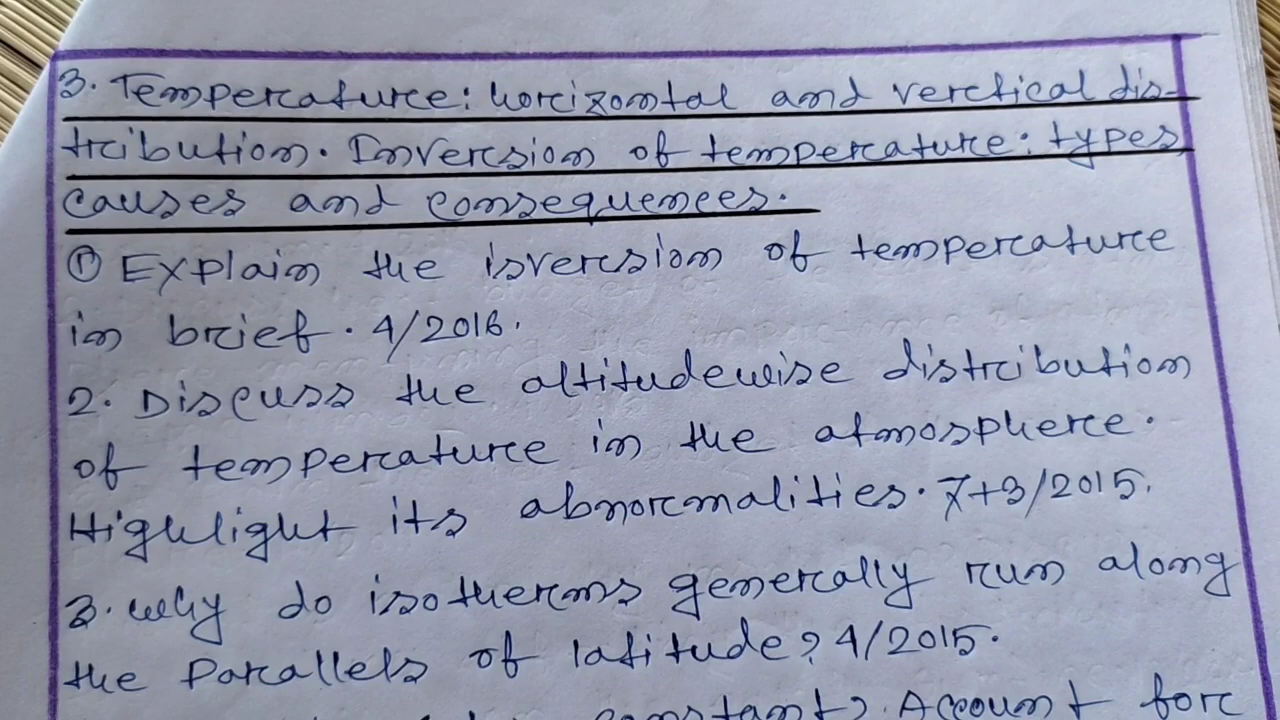 3. Temperature: horizontal and vertical dis-
tribution. Inversion of temperature: types,
causes and consequences.
① Explain the isversion of temperature
in brief. 4/2016.
2. Discuss the altitudewise distribution
of temperature in the atmosphere.
Highlight its abnormalities. 7+3/2015.
3. Why do isotherms generally run along
the Parallels of latitude? 4/2015.
constant?. Account for